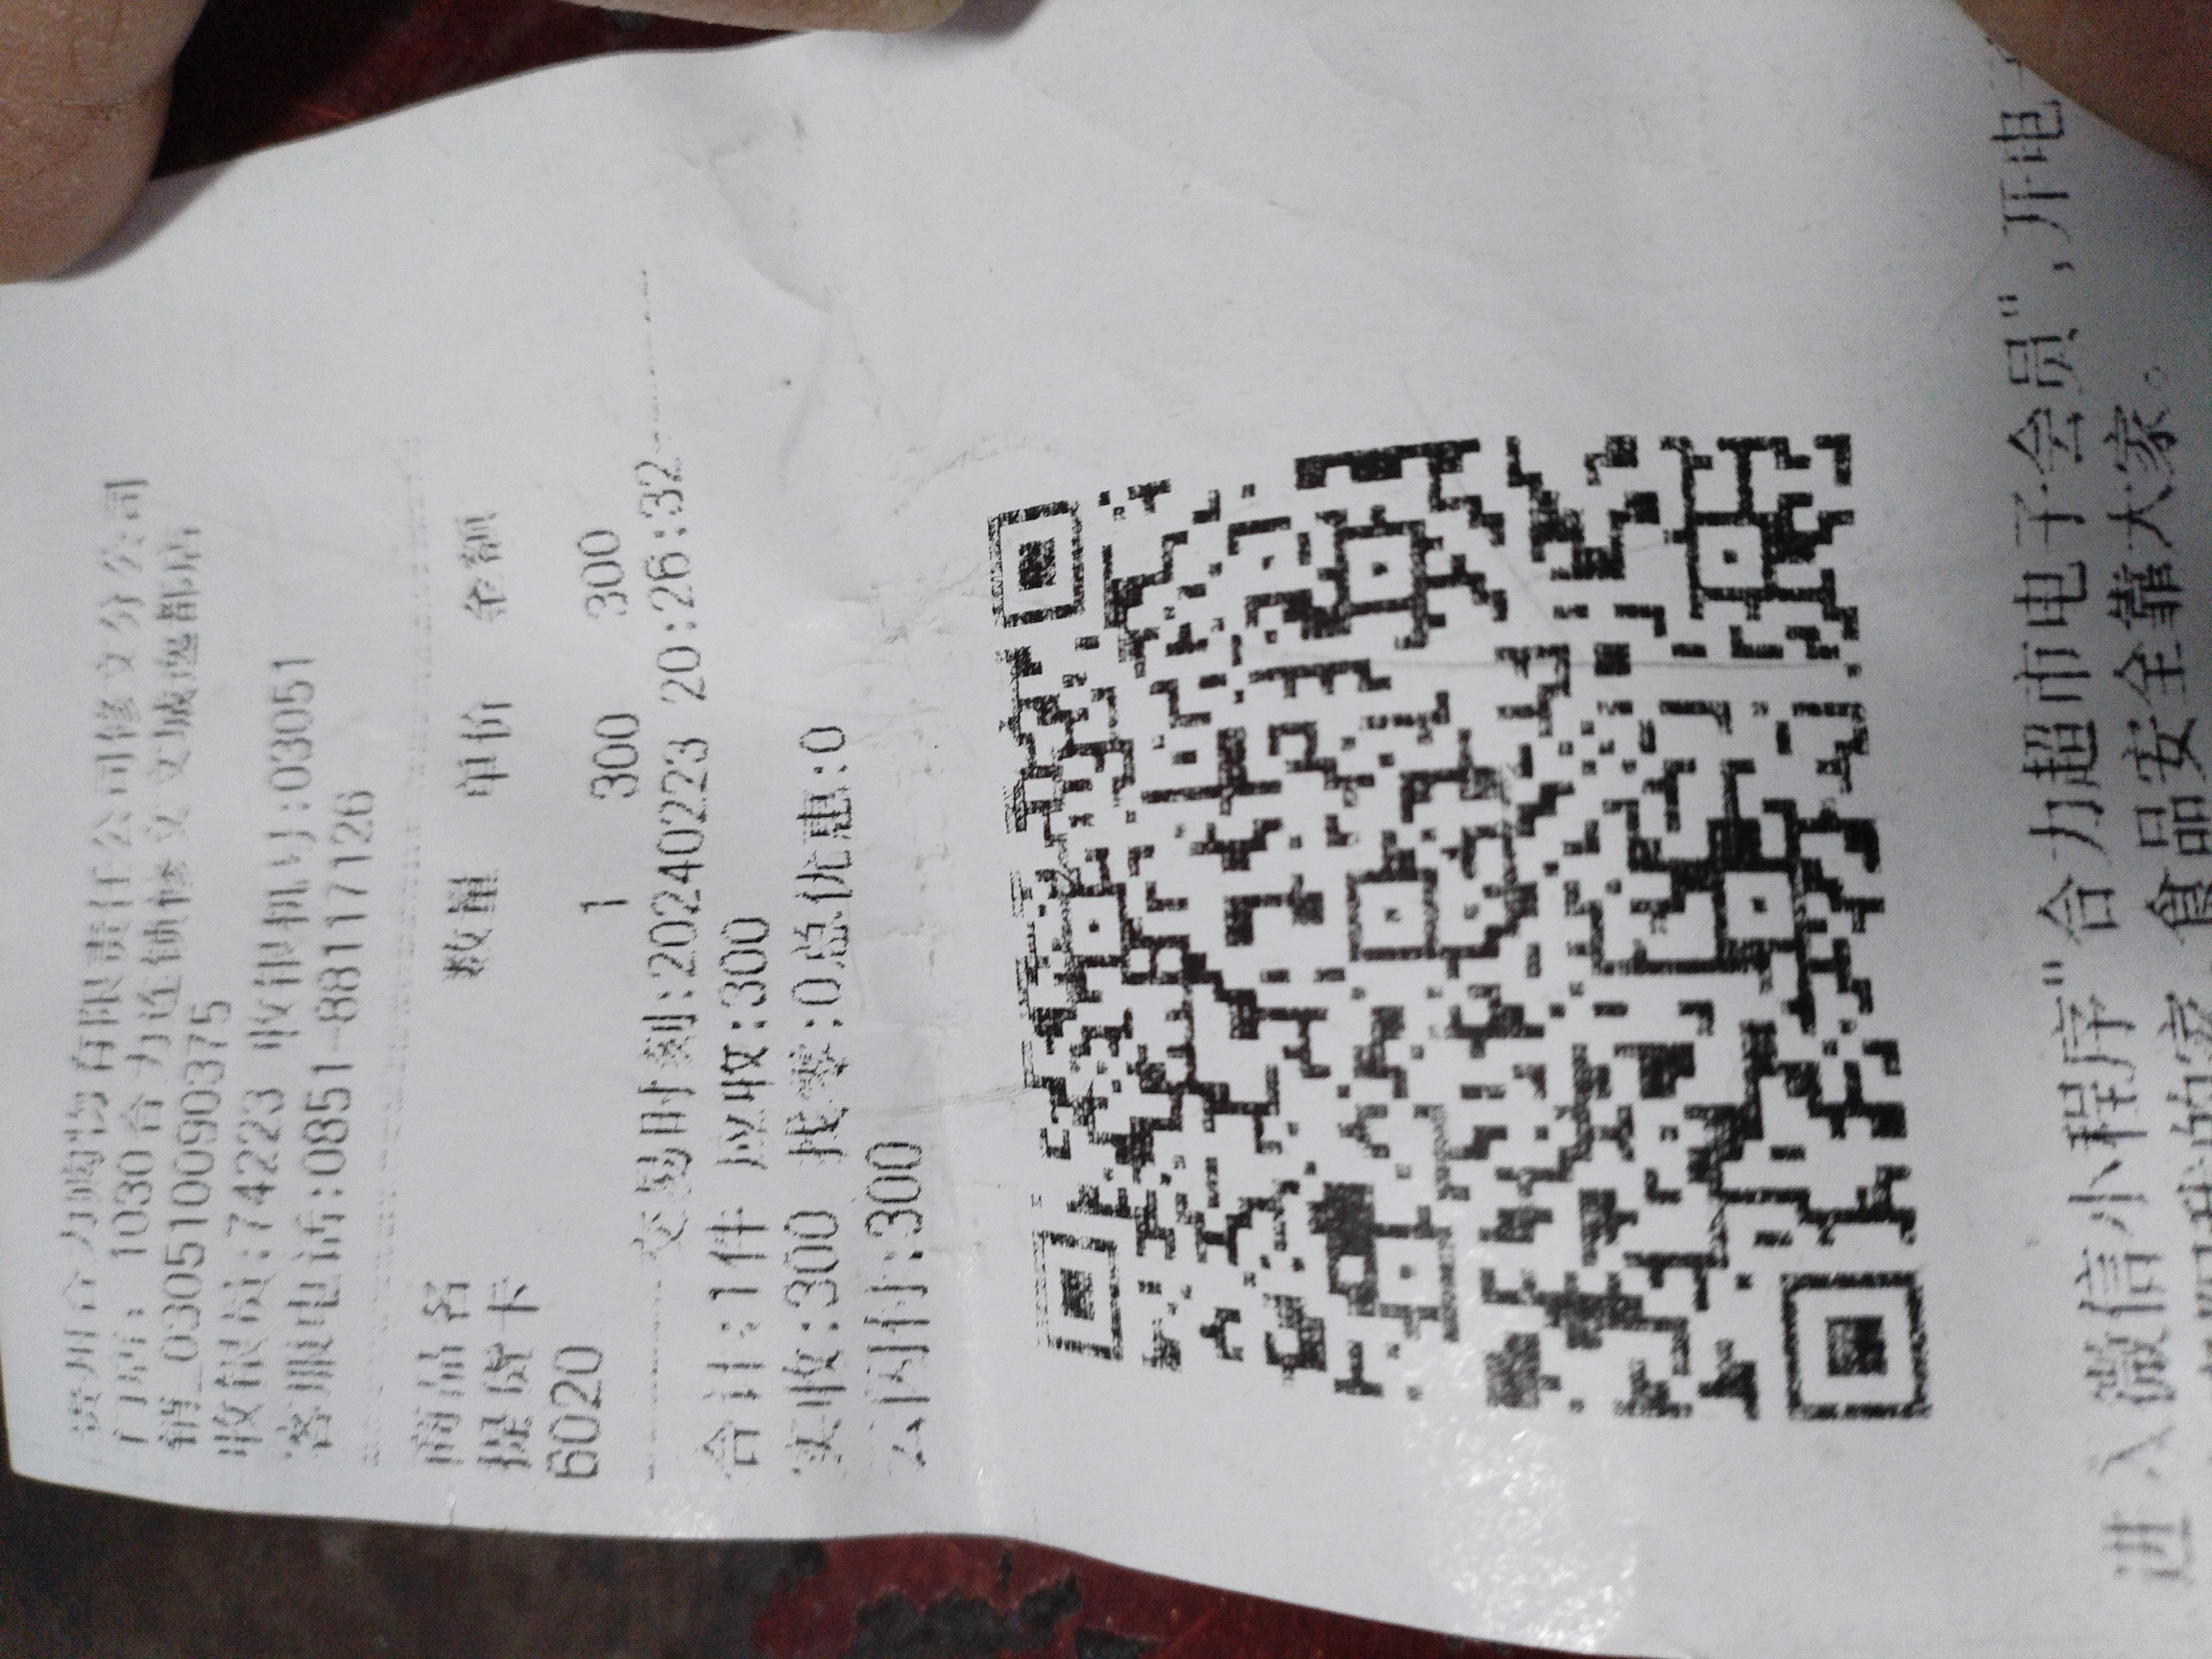 贵州合力购物有限责任公司修文分公司
门店: 1030合力连锁修文文城逸都站
销_030510090375
收银员:74223 收银机号:03051
客服电话:0851-88117126
商品名 数量 单价 金额
提货卡
6020 1 300 300
交易时刻:20240223 20:26:32
合计:1件 应收:300
实收:300 找零:0总优惠:0
云闪付:300
进入微信小程序"合力超市电子会员",开电
食品安全靠大家。